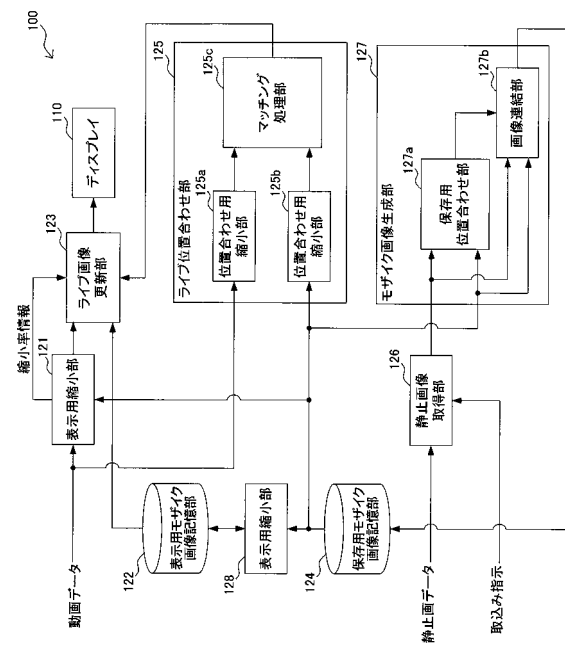 100
動画データ
縮小率情報
121
表示用縮小部
123
ライブ画像
更新部
110
ディスプレイ
122
表示用モザイク
画像記憶部
128
表示用縮小部
124
保存用モザイク
画像記憶部
125
ライブ位置合わせ部
125a
位置合わせ用
縮小部
125b
位置合わせ用
縮小部
125c
マッチング
処理部
静止画データ
取込み指示
126
静止画像
取得部
127
モザイク画像生成部
127a
保存用
位置合わせ部
127b
画像連結部